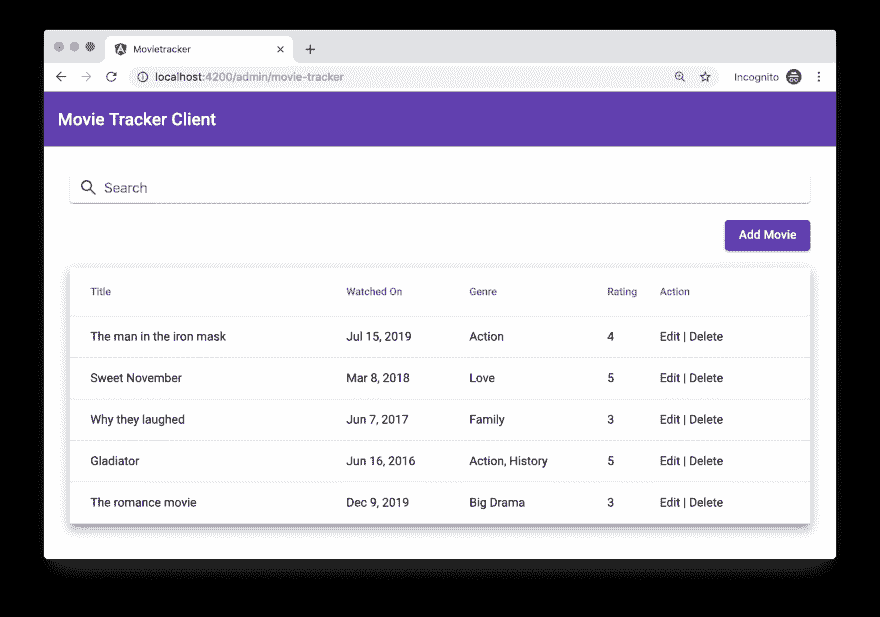 Movietracker
localhost:4200/admin/movie-tracker
Incognito
Movie Tracker Client
Search
Add Movie
Title Watched On Genre Rating Action
The man in the iron mask Jul 15, 2019 Action 4 Edit | Delete
Sweet November Mar 8, 2018 Love 5 Edit | Delete
Why they laughed Jun 7, 2017 Family 3 Edit | Delete
Gladiator Jun 16, 2016 Action, History 5 Edit | Delete
The romance movie Dec 9, 2019 Big Drama 3 Edit | Delete